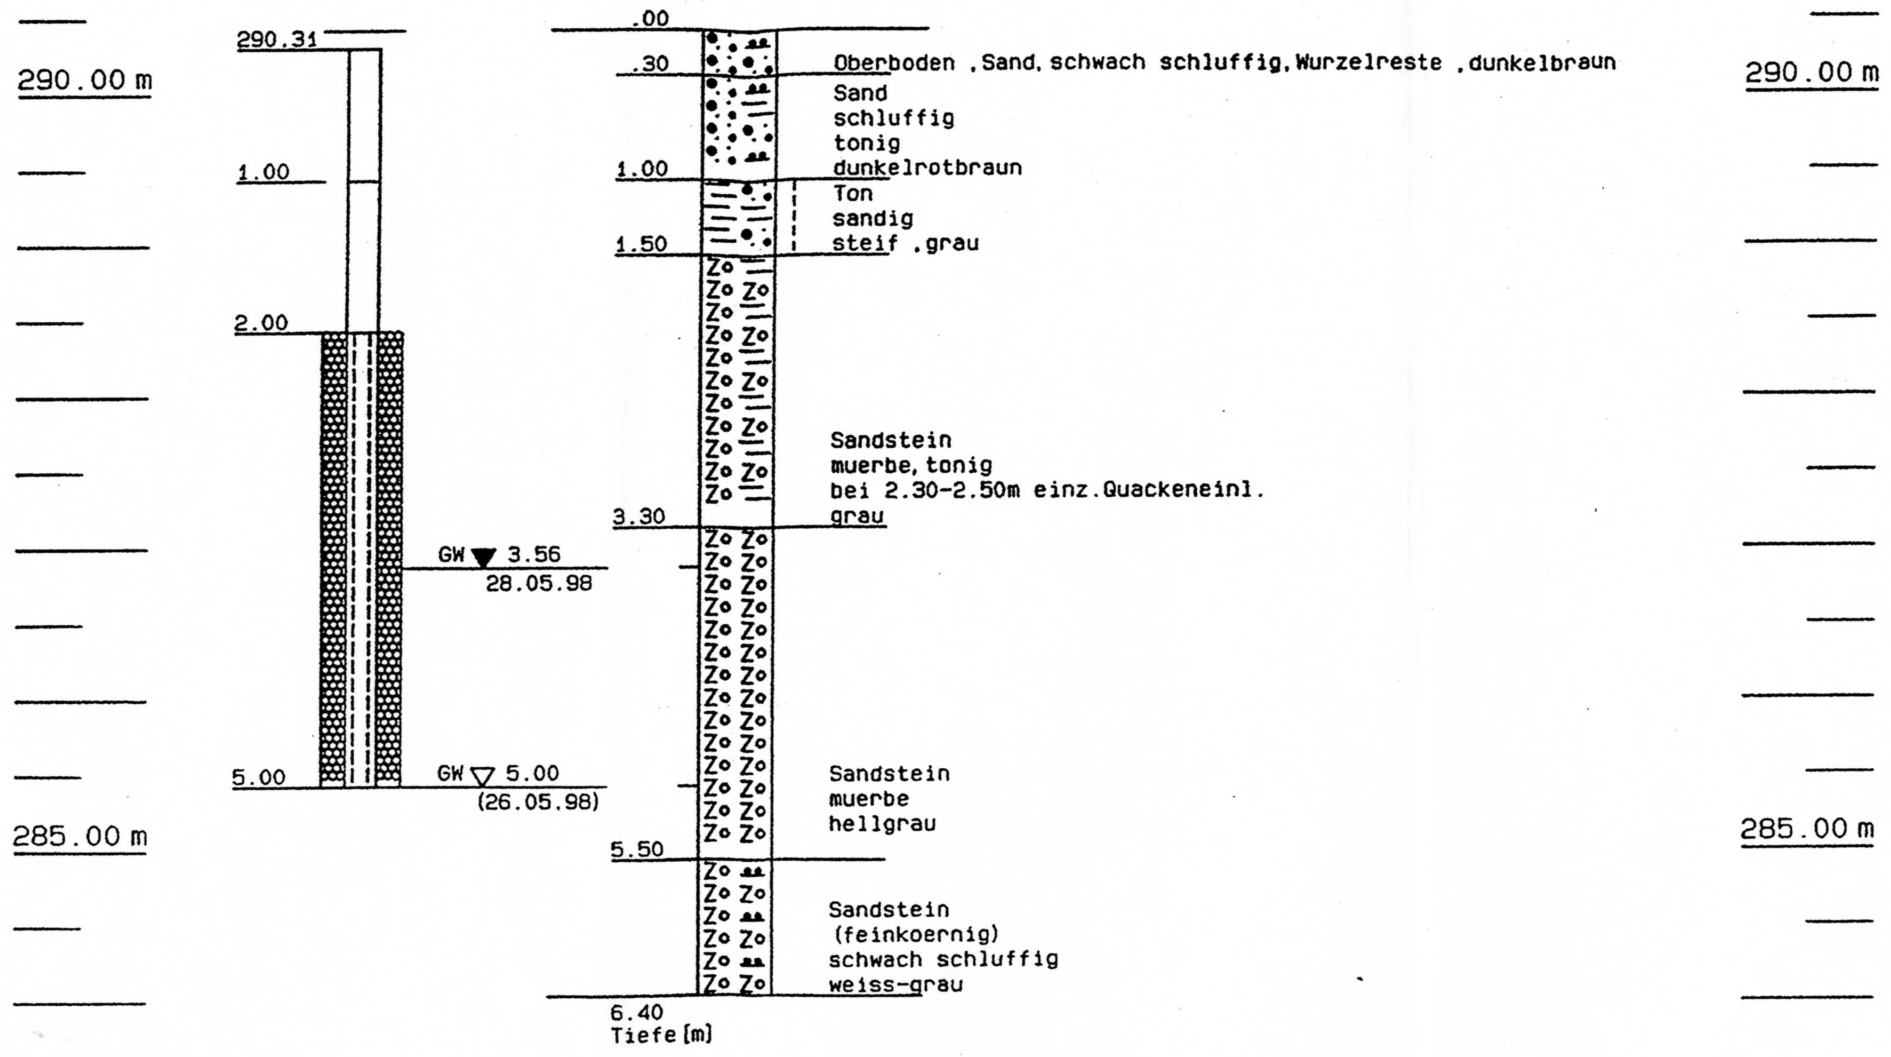 .00
290.31
290.00 m
.30
Oberboden ,Sand, schwach schluffig, Wurzelreste ,dunkelbraun
290.00 m
Sand
schluffig
tonig
dunkelrotbraun
1.00
1.00
Ton
sandig
steif ,grau
1.50
2.00
Sandstein
muerbe, tonig
bei 2.30-2.50m einz.Quackeneinl.
grau
3.30
GW 3.56
28.05.98
5.00
GW 5.00
(26.05.98)
Sandstein
muerbe
hellgrau
285.00 m
285.00 m
5.50
Sandstein
(feinkoernig)
schwach schluffig
weiss-grau
6.40
Tiefe [m]